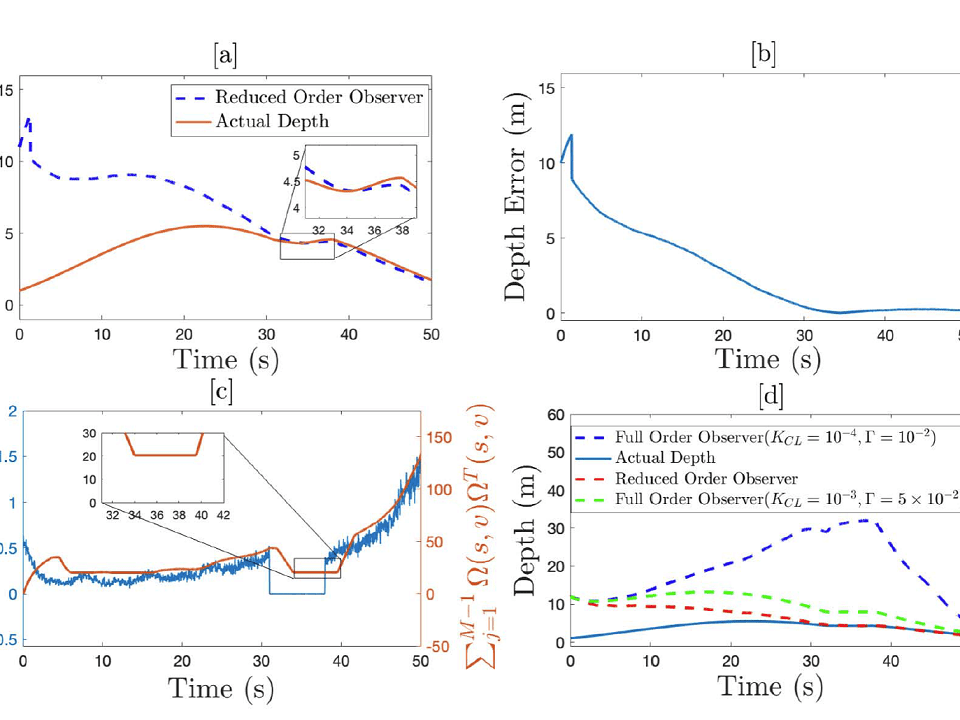 [a]
15
10
5
0
Reduced Order Observer
Actual Depth
5
4.5
4
32 34 36 38
0 10 20 30 40 50
Time (s)
[b]
Depth Error (m)
15
10
5
0
0 10 20 30 40
Time (s)
[c]
2
1
0.5
0
30
20
10
0
32 34 36 38 40 42
150
100
50
0
-50
∑_{j=1}^{M-1} Ω(s, v)Ω^T(s, v)
0 10 20 30 40 50
Time (s)
[d]
Depth (m)
60
50
40
30
20
10
0
Full Order Observer(K_{CL} = 10^{-4}, Γ = 10^{-2})
Actual Depth
Reduced Order Observer
Full Order Observer(K_{CL} = 10^{-3}, Γ = 5 × 10^{-2}
0 10 20 30 40
Time (s)